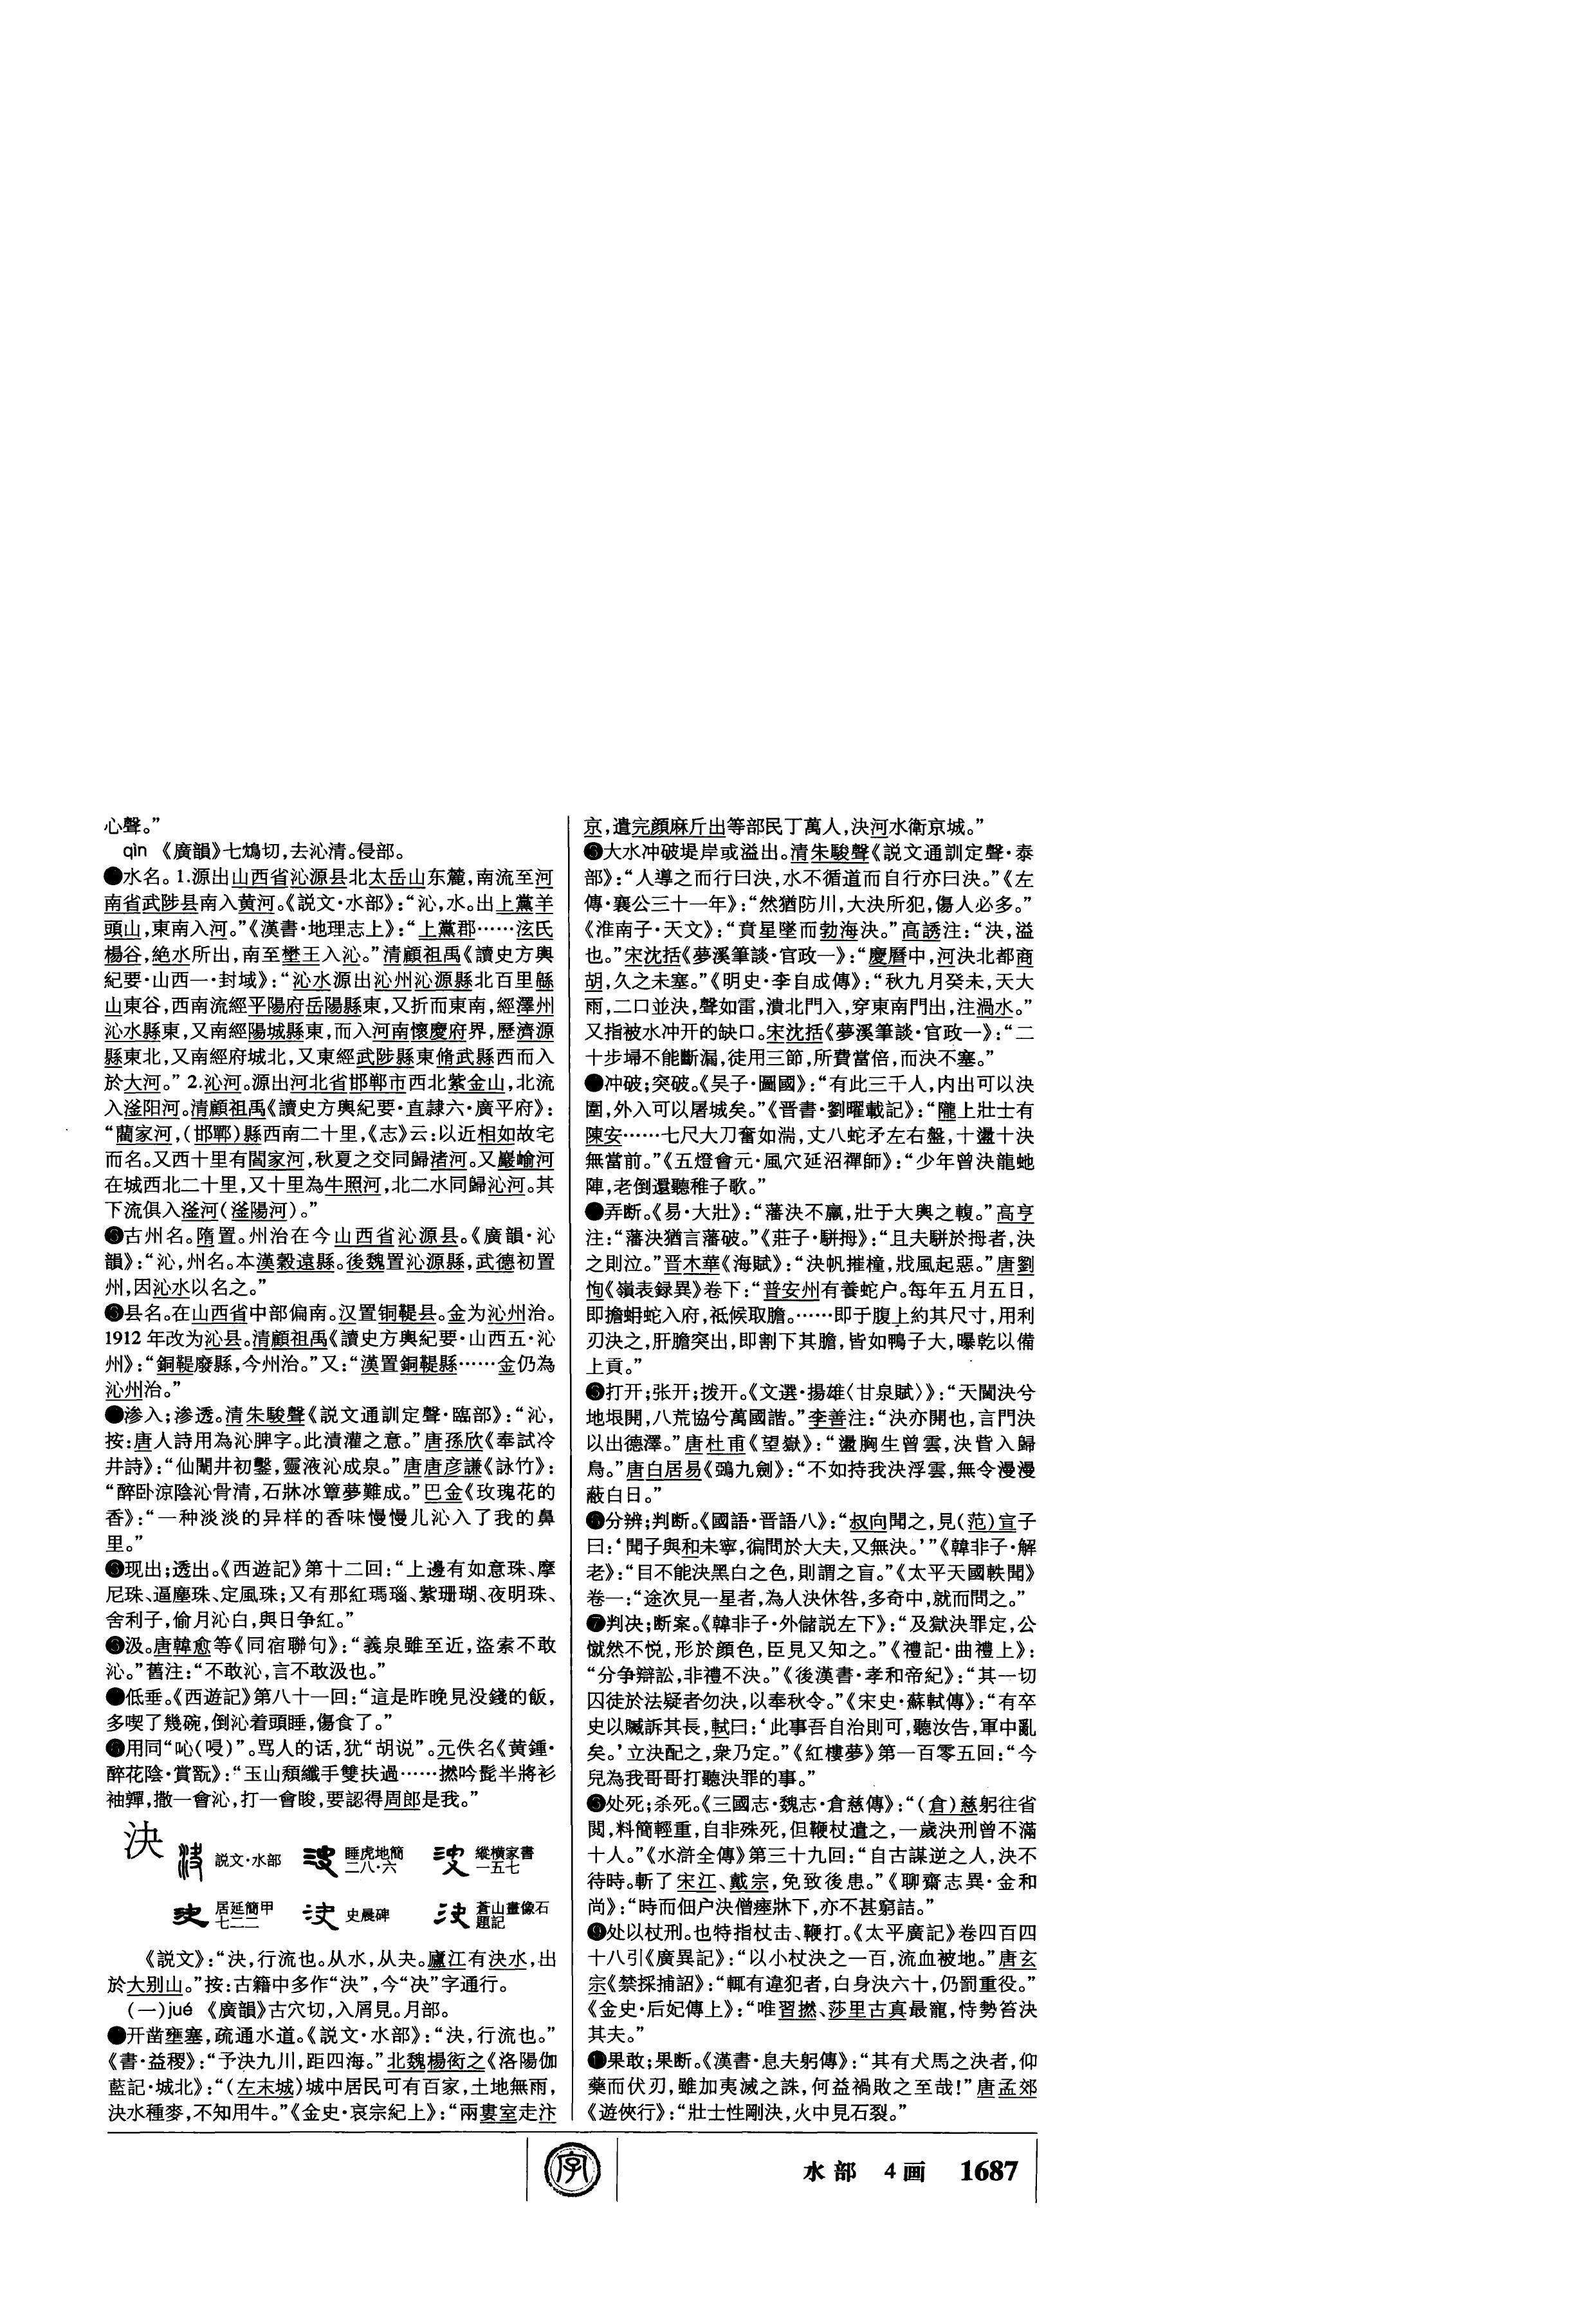 心聲。”
qìn 《廣韻》七鴆切，去沁清。侵部。
●水名。1.源出山西省沁源县北太岳山东麓，南流至河
南省武陟县南入黄河。《説文·水部》：“沁，水。出上黨羊
頭山，東南入河。”《漢書·地理志上》：“上黨郡……泫氏
楊谷，絶水所出，南至壄王入沁。”清顧祖禹《讀史方輿
紀要·山西一·封域》：“沁水源出沁州沁源縣北百里緜
山東谷，西南流經平陽府岳陽縣東，又折而東南，經澤州
沁水縣東，又南經陽城縣東，而入河南懷慶府界，歷濟源
縣東北，又南經府城北，又東經武陟縣東脩武縣西而入
於大河。”2.沁河。源出河北省邯郸市西北紫金山，北流
入滏阳河。清顧祖禹《讀史方輿紀要·直隸六·廣平府》：
“藺家河，（邯鄲）縣西南二十里，《志》云：以近相如故宅
而名。又西十里有閻家河，秋夏之交同歸渚河。又巖嵛河
在城西北二十里，又十里為牛照河，北二水同歸沁河。其
下流俱入滏河（滏陽河）。”
❷古州名。隋置。州治在今山西省沁源县。《廣韻·沁
韻》：“沁，州名。本漢穀遠縣。後魏置沁源縣，武德初置
州，因沁水以名之。”
❸县名。在山西省中部偏南。汉置铜鞮县。金为沁州治。
1912年改为沁县。清顧祖禹《讀史方輿紀要·山西五·沁
州》：“銅鞮廢縣，今州治。”又：“漢置銅鞮縣……金仍為
沁州治。”
●渗入；渗透。清朱駿聲《説文通訓定聲·臨部》：“沁，
按：唐人詩用為沁脾字。此漬灌之意。”唐孫欣《奉試冷
井詩》：“仙闈井初鑿，靈液沁成泉。”唐唐彦謙《詠竹》：
“醉卧涼陰沁骨清，石牀冰簟夢難成。”巴金《玫瑰花的
香》：“一种淡淡的异样的香味慢慢儿沁入了我的鼻
里。”
❺现出；透出。《西遊記》第十二回：“上邊有如意珠、摩
尼珠、逼塵珠、定風珠；又有那紅瑪瑙、紫珊瑚、夜明珠、
舍利子，偷月沁白，與日争紅。”
❻汲。唐韓愈等《同宿聯句》：“義泉雖至近，盜索不敢
沁。”舊注：“不敢沁，言不敢汲也。”
●低垂。《西遊記》第八十一回：“這是昨晚見没錢的飯，
多喫了幾碗，倒沁着頭睡，傷食了。”
❽用同“吣（唚）”。骂人的话，犹“胡说”。元佚名《黄鍾·
醉花陰·賞翫》：“玉山頹纖手雙扶過……撚吟髭半將衫
袖嚲，撒一會沁，打一會睃，要認得周郎是我。”
決
説文·水部
睡虎地簡
二八·六
縱横家書
一五七
居延簡甲
七二二
史晨碑
蒼山畫像石
題記
《説文》：“決，行流也。从水，从夬。廬江有決水，出
於大别山。”按：古籍中多作“決”，今“决”字通行。
（一）jué 《廣韻》古穴切，入屑見。月部。
●开凿壅塞，疏通水道。《説文·水部》：“決，行流也。”
《書·益稷》：“予決九川，距四海。”北魏楊衒之《洛陽伽
藍記·城北》：“（左末城）城中居民可有百家，土地無雨，
決水種麥，不知用牛。”《金史·哀宗紀上》：“兩婁室走汴
京，遣完顔麻斤出等部民丁萬人，決河水衛京城。”
❷大水冲破堤岸或溢出。清朱駿聲《説文通訓定聲·泰
部》：“人導之而行曰決，水不循道而自行亦曰決。”《左
傳·襄公三十一年》：“然猶防川，大決所犯，傷人必多。”
《淮南子·天文》：“賁星墜而勃海決。”高誘注：“決，溢
也。”宋沈括《夢溪筆談·官政一》：“慶曆中，河決北都商
胡，久之未塞。”《明史·李自成傳》：“秋九月癸未，天大
雨，二口並決，聲如雷，潰北門入，穿東南門出，注渦水。”
又指被水冲开的缺口。宋沈括《夢溪筆談·官政一》：“二
十步埽不能斷漏，徒用三節，所費當倍，而決不塞。”
●冲破；突破。《吴子·圖國》：“有此三千人，内出可以決
圍，外入可以屠城矣。”《晋書·劉曜載記》：“隴上壯士有
陳安……七尺大刀奮如湍，丈八蛇矛左右盤，十盪十決
無當前。”《五燈會元·風穴延沼禪師》：“少年曾決龍虵
陣，老倒還聽稚子歌。”
●弄断。《易·大壯》：“藩決不羸，壯于大輿之輹。”高亨
注：“藩決猶言藩破。”《莊子·駢拇》：“且夫駢於拇者，決
之則泣。”晋木華《海賦》：“決帆摧橦，戕風起惡。”唐劉
恂《嶺表録異》卷下：“普安州有養蛇户。每年五月五日，
即擔蚺蛇入府，祗候取膽。……即于腹上約其尺寸，用利
刃決之，肝膽突出，即割下其膽，皆如鴨子大，曝乾以備
上貢。”
❺打开；张开；拨开。《文選·揚雄〈甘泉賦〉》：“天閫決兮
地垠開，八荒協兮萬國諧。”李善注：“決亦開也，言門決
以出德澤。”唐杜甫《望嶽》：“盪胸生曾雲，決眥入歸
鳥。”唐白居易《鴉九劍》：“不如持我決浮雲，無令漫漫
蔽白日。”
❻分辨；判断。《國語·晋語八》：“叔向聞之，見（范）宣子
曰：‘聞子與和未寧，徧問於大夫，又無決。’”《韓非子·解
老》：“目不能決黑白之色，則謂之盲。”《太平天國軼聞》
卷一：“途次見一星者，為人決休咎，多奇中，就而問之。”
❼判决；断案。《韓非子·外儲説左下》：“及獄決罪定，公
憱然不悦，形於顔色，臣見又知之。”《禮記·曲禮上》：
“分争辯訟，非禮不決。”《後漢書·孝和帝紀》：“其一切
囚徒於法疑者勿決，以奉秋令。”《宋史·蘇軾傳》：“有卒
史以贓訴其長，軾曰：‘此事吾自治則可，聽汝告，軍中亂
矣。’立決配之，衆乃定。”《紅樓夢》第一百零五回：“今
兒為我哥哥打聽決罪的事。”
❽处死；杀死。《三國志·魏志·倉慈傳》：“（倉）慈躬往省
閲，料簡輕重，自非殊死，但鞭杖遣之，一歲決刑曾不滿
十人。”《水滸全傳》第三十九回：“自古謀逆之人，決不
待時。斬了宋江、戴宗，免致後患。”《聊齋志異·金和
尚》：“時而佃户決僧瘞牀下，亦不甚窮詰。”
❾处以杖刑。也特指杖击、鞭打。《太平廣記》卷四百四
十八引《廣異記》：“以小杖決之一百，流血被地。”唐玄
宗《禁採捕詔》：“輒有違犯者，白身決六十，仍罰重役。”
《金史·后妃傳上》：“唯習撚、莎里古真最寵，恃勢笞決
其夫。”
❿果敢；果断。《漢書·息夫躬傳》：“其有犬馬之決者，仰
藥而伏刃，雖加夷滅之誅，何益禍敗之至哉！”唐孟郊
《遊俠行》：“壯士性剛決，火中見石裂。”
字
水部 4画 1687